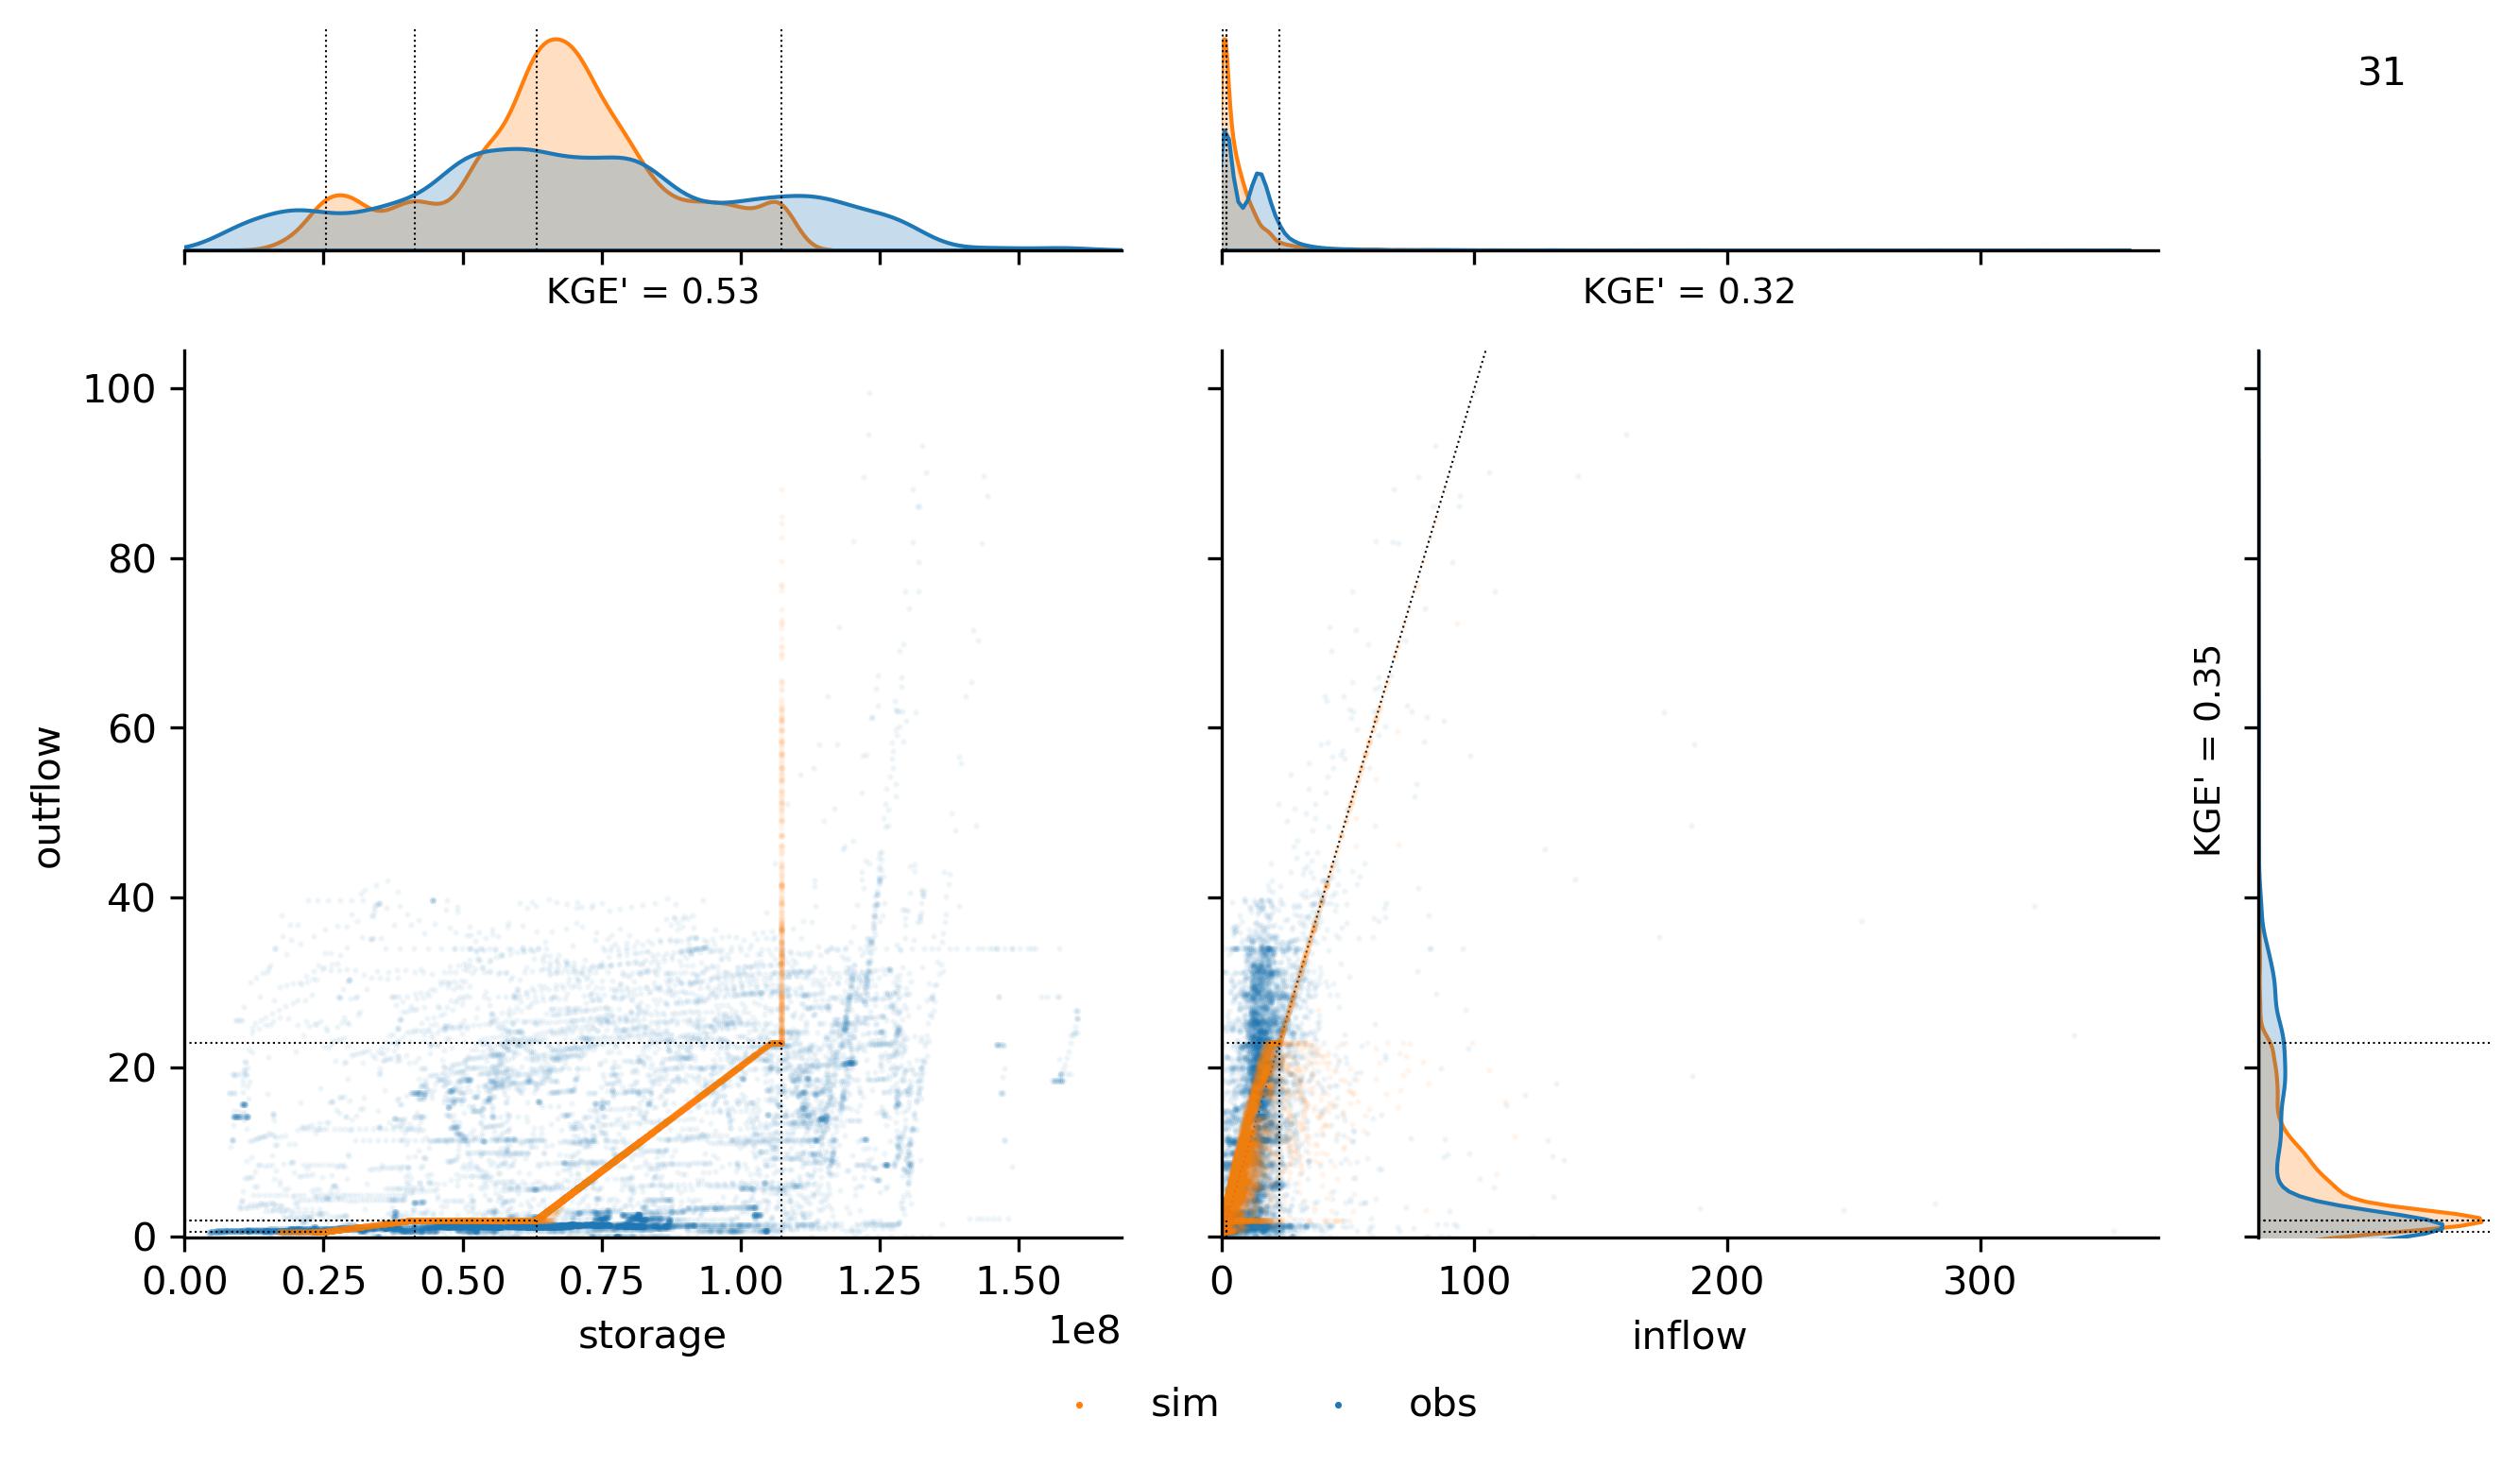 31
KGE' = 0.53
KGE' = 0.32
100
80
60
40
20
0
outflow
KGE' = 0.35
0.00 0.25 0.50 0.75 1.00 1.25 1.50
1e8
storage
0 100 200 300
inflow
sim obs